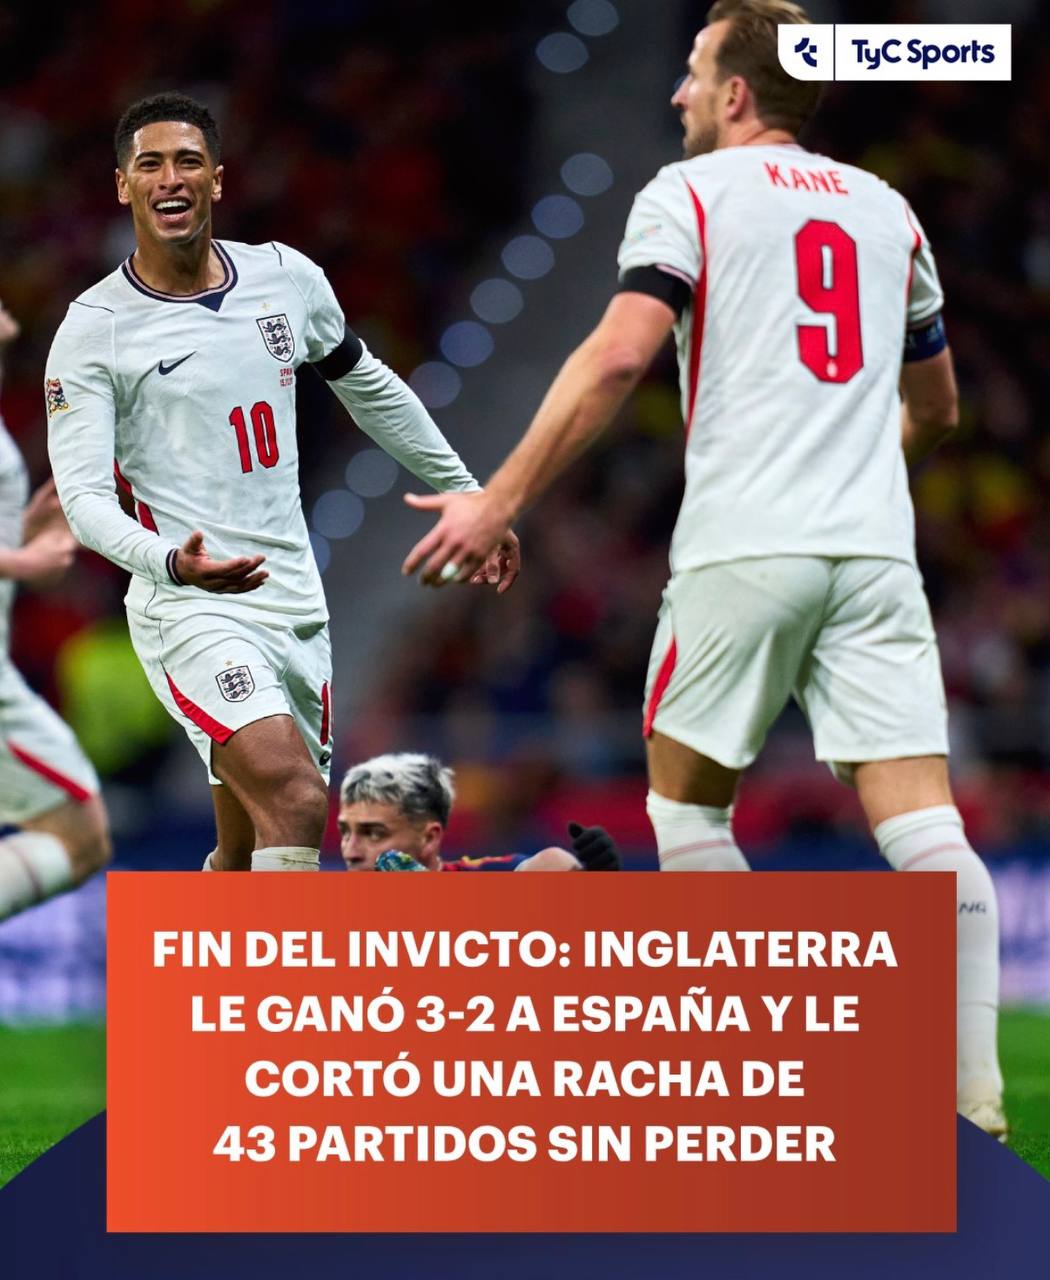 TyC Sports
KANE
9
10
SPAIN
FIN DEL INVICTO: INGLATERRA
LE GANÓ 3-2 A ESPAÑA Y LE
CORTÓ UNA RACHA DE
43 PARTIDOS SIN PERDER